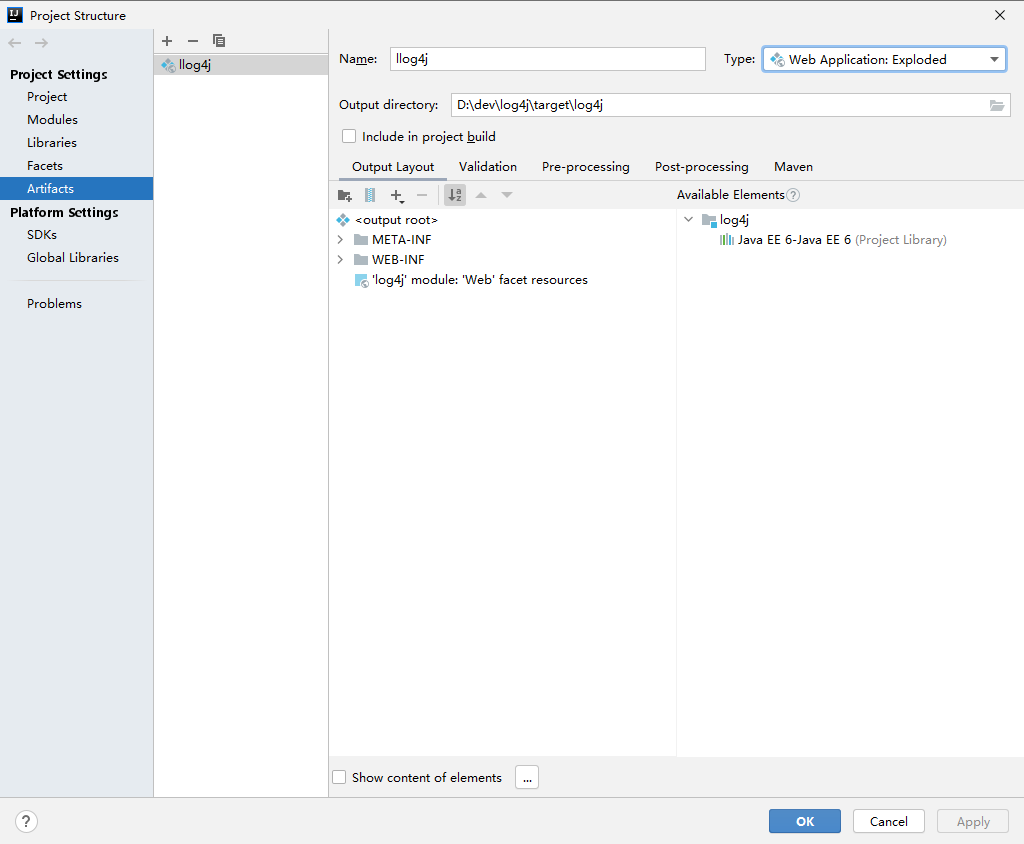 Project Structure
Project Settings
Project
Modules
Libraries
Facets
Artifacts
Platform Settings
SDKs
Global Libraries
Problems
llog4j
Name: llog4j Type: Web Application: Exploded
Output directory: D:\dev\log4j\target\log4j
Include in project build
Output Layout Validation Pre-processing Post-processing Maven
Available Elements ?
<output root>
META-INF
WEB-INF
'log4j' module: 'Web' facet resources
log4j
Java EE 6-Java EE 6 (Project Library)
Show content of elements ...
? OK Cancel Apply